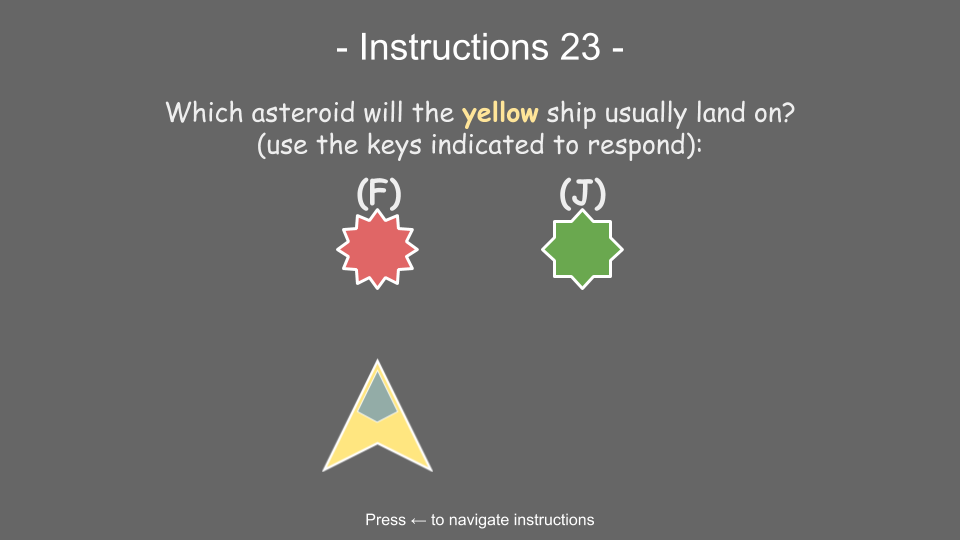 - Instructions 23 -
Which asteroid will the yellow ship usually land on?
(use the keys indicated to respond):
(F) (J)
Press ← to navigate instructions